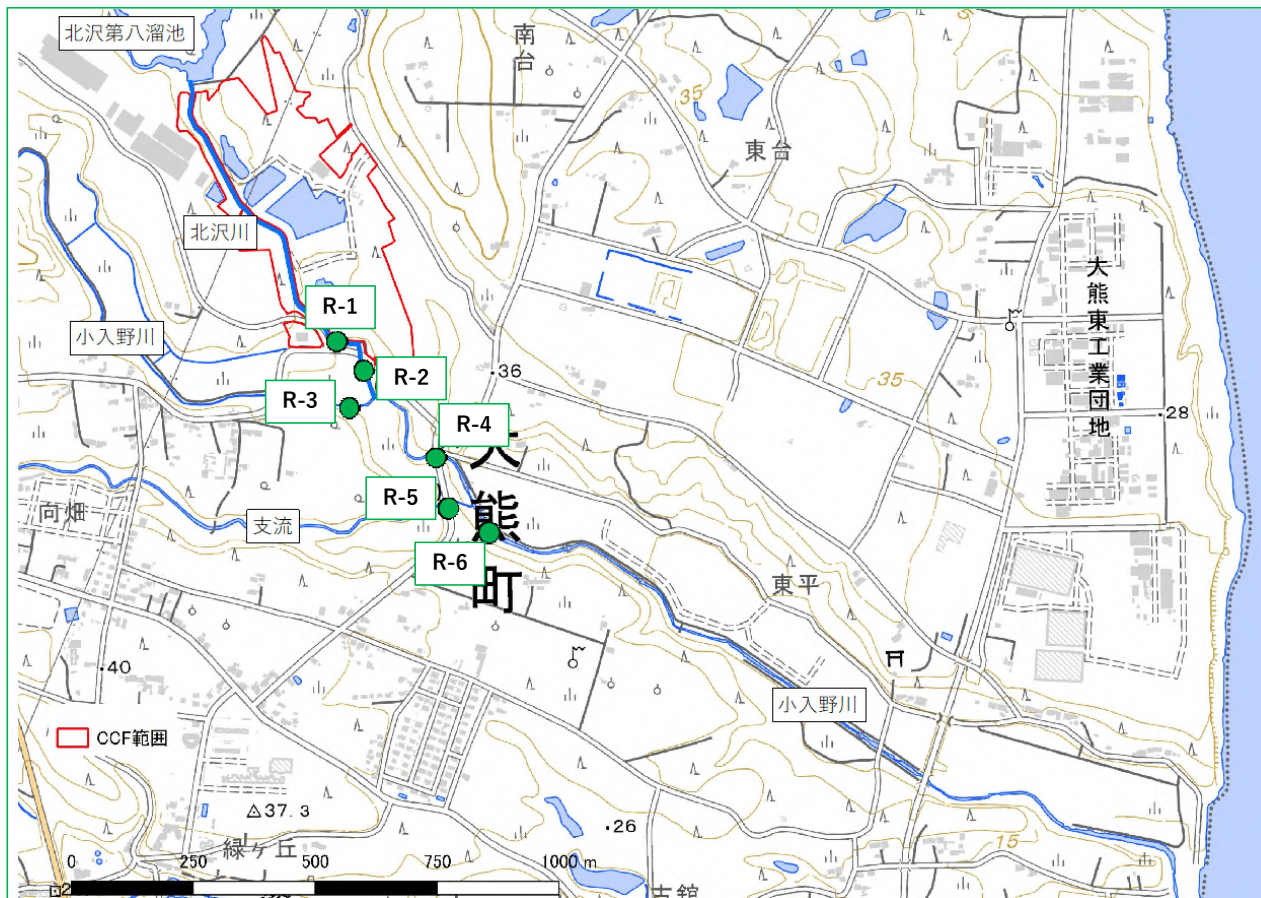 北沢第八溜池
南台
35
東台
北沢川
大熊東工業団地
小入野川
R-1
R-2
36
35
R-3
28
R-4
大熊町
R-5
向畑
支流
R-6
東平
40
小入野川
CCF範囲
37.3
26
緑ヶ丘
15
0 250 500 750 1000 m